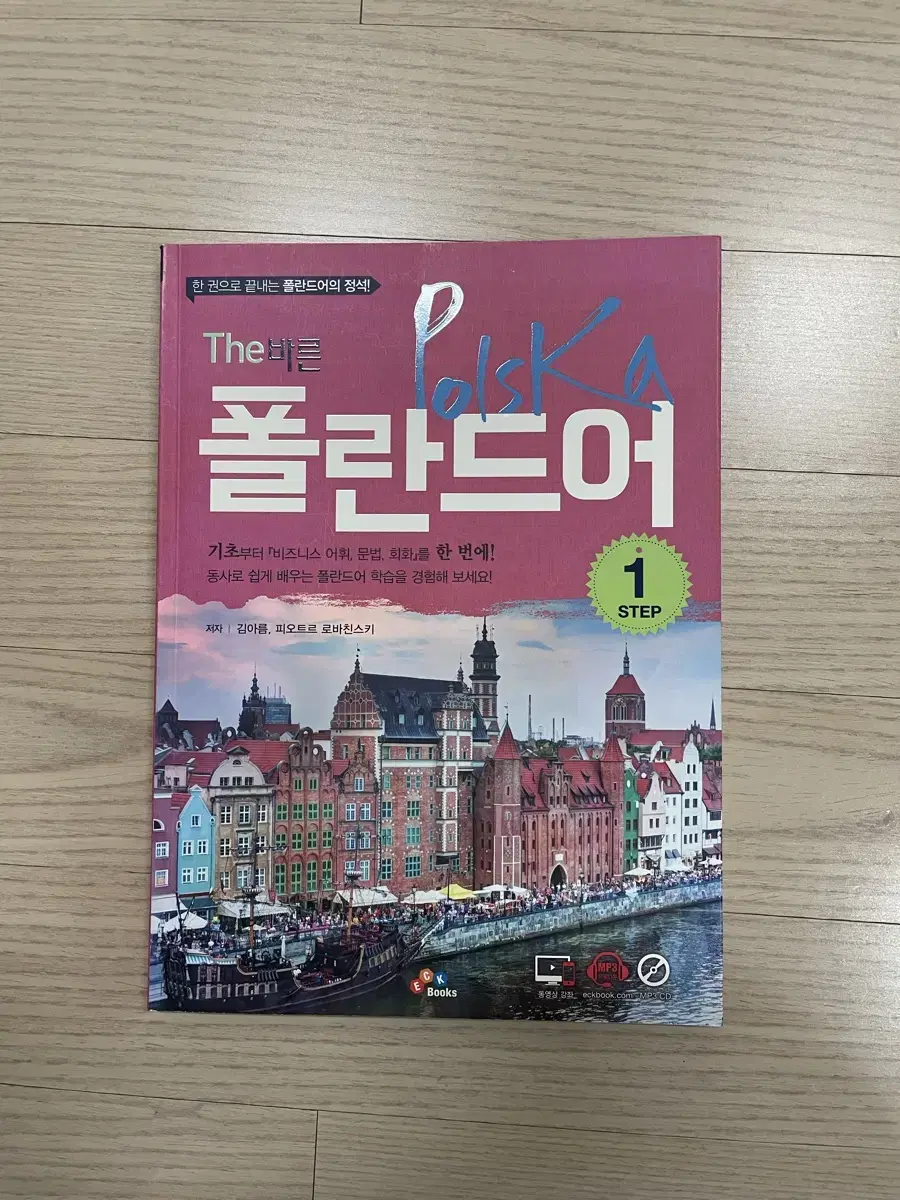 한 권으로 끝내는 폴란드어의 정석!
Polska
The바른
폴란드어
기초부터 『비즈니스 어휘, 문법, 회화』를 한 번에!
동사로 쉽게 배우는 폴란드어 학습을 경험해 보세요!
1
STEP
저자 | 김아름, 피오트르 로바친스키
ECK
Books
MP3
동영상 강좌 eckbook.com MP3 CD